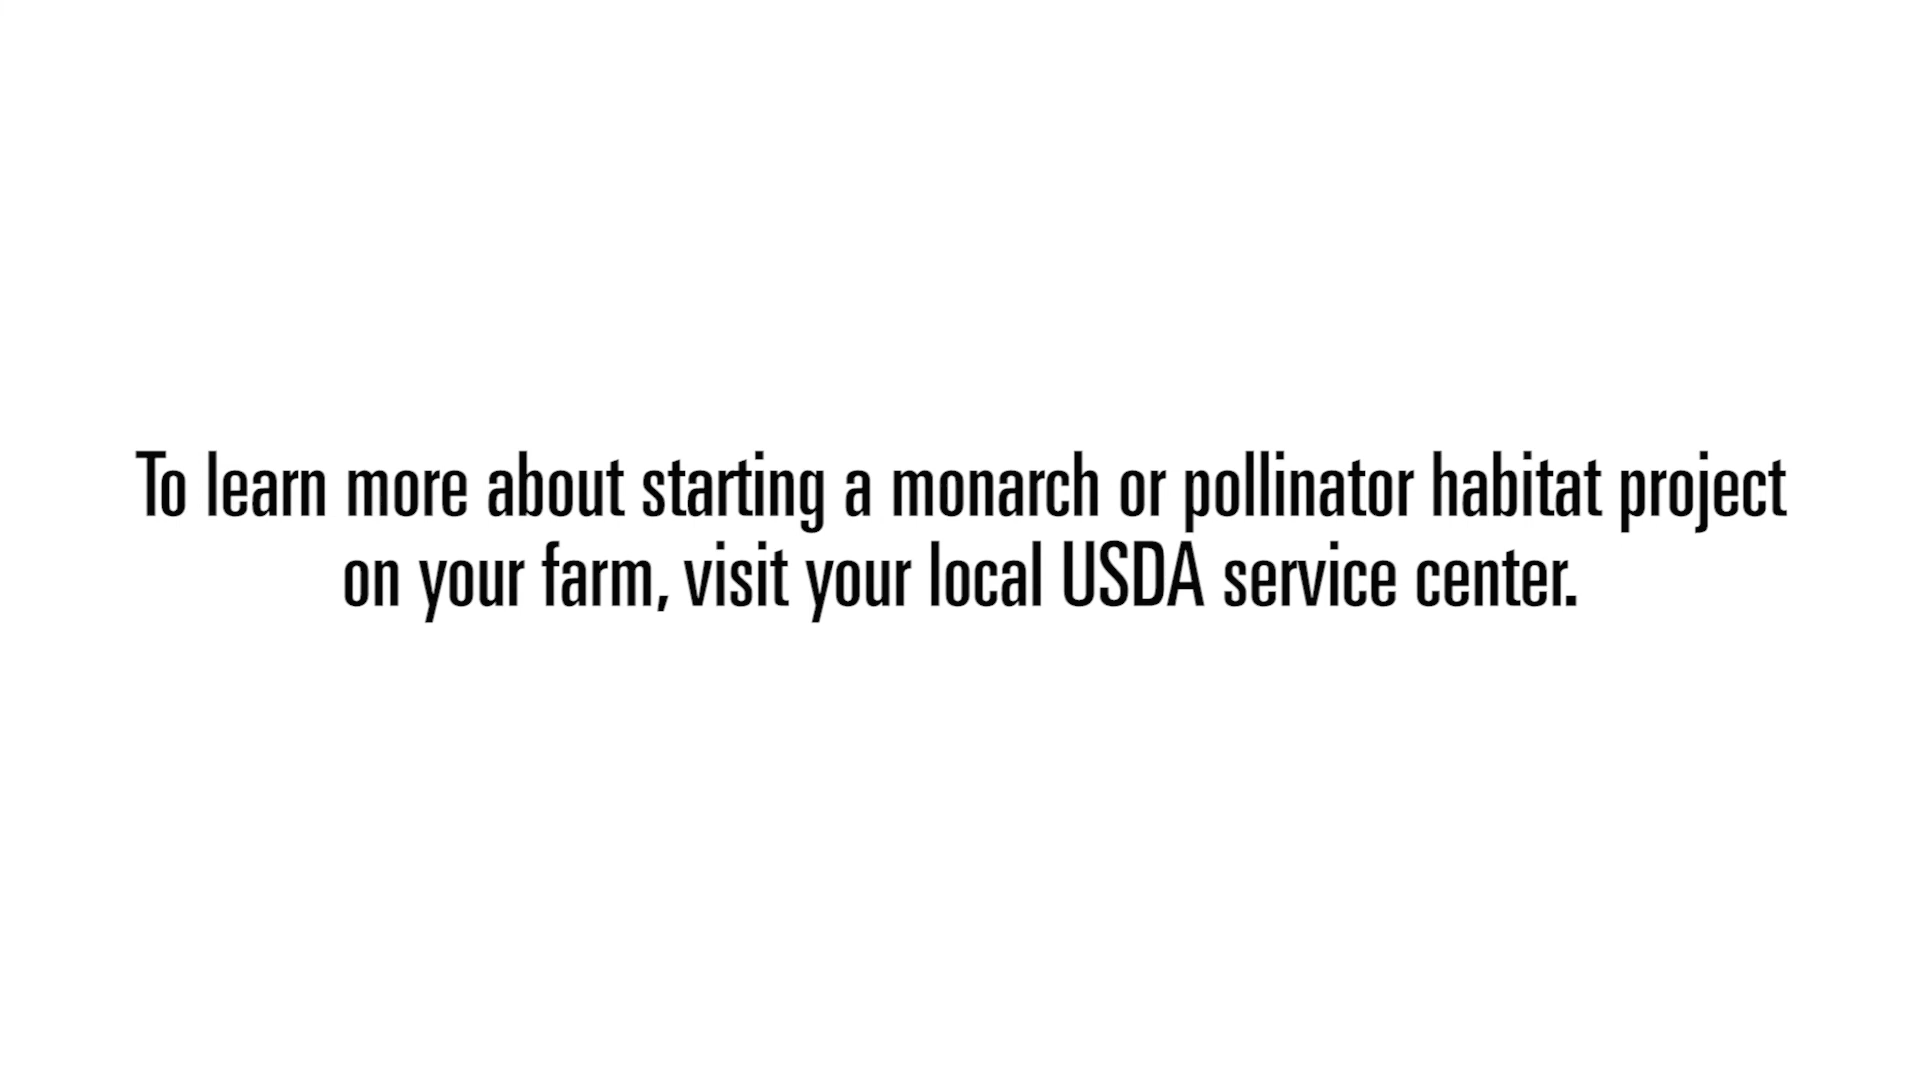 To learn more about starting a monarch or pollinator habitat project
on your farm, visit your local USDA service center.